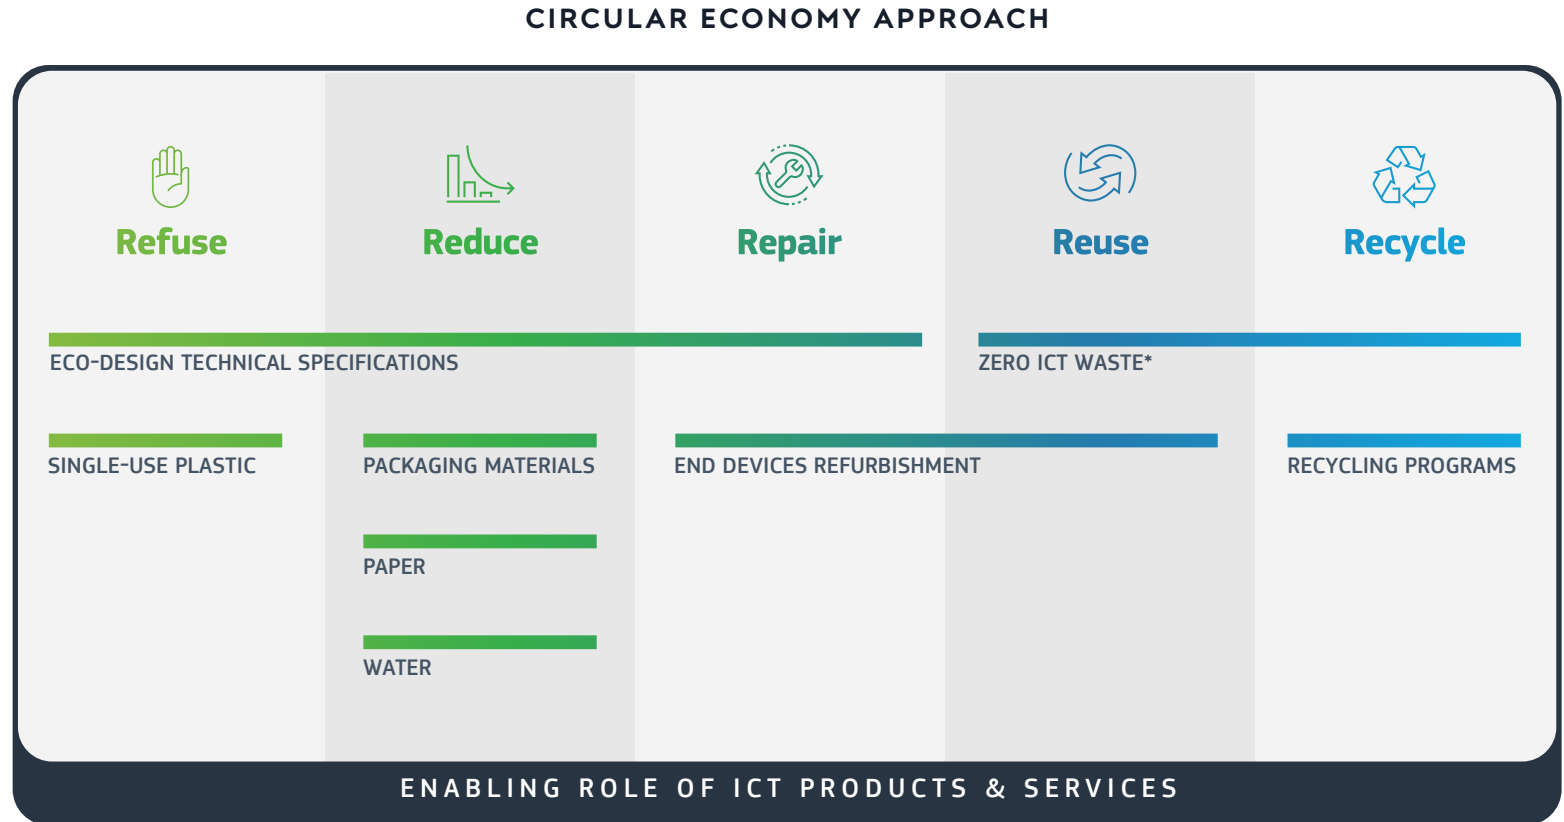 CIRCULAR ECONOMY APPROACH
Refuse
Reduce
Repair
Reuse
Recycle
ECO-DESIGN TECHNICAL SPECIFICATIONS
ZERO ICT WASTE*
SINGLE-USE PLASTIC
PACKAGING MATERIALS
END DEVICES REFURBISHMENT
RECYCLING PROGRAMS
PAPER
WATER
ENABLING ROLE OF ICT PRODUCTS & SERVICES